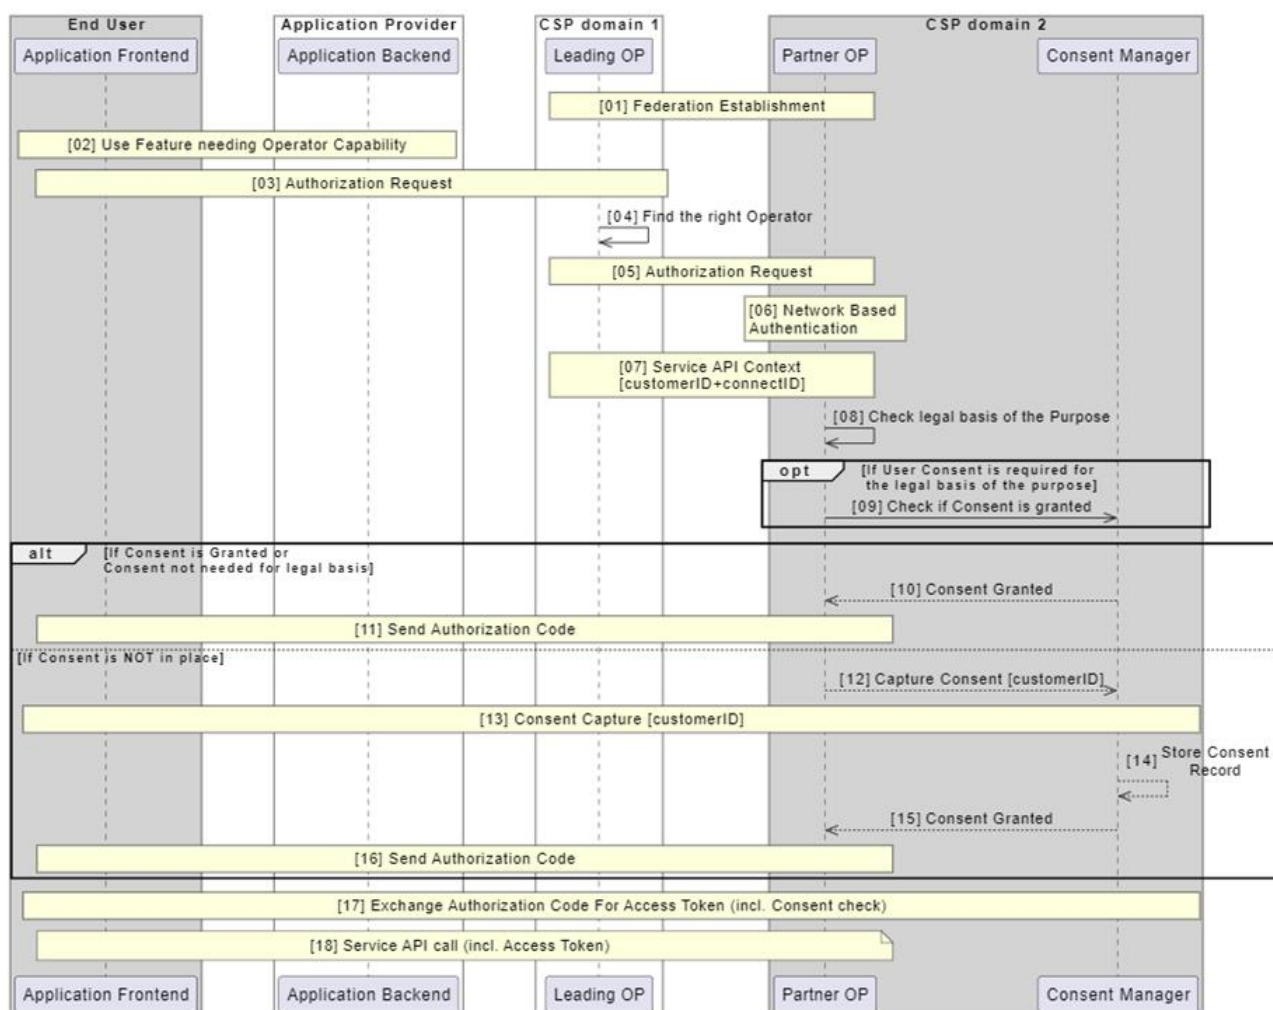 End User
Application Provider
CSP domain 1
CSP domain 2
Application Frontend
Application Backend
Leading OP
Partner OP
Consent Manager
[01] Federation Establishment
[02] Use Feature needing Operator Capability
[03] Authorization Request
[04] Find the right Operator
[05] Authorization Request
[06] Network Based
Authentication
[07] Service API Context
[customerID+connectID]
[08] Check legal basis of the Purpose
opt
[If User Consent is required for
the legal basis of the purpose]
[09] Check if Consent is granted
alt
[If Consent is Granted or
Consent not needed for legal basis]
[10] Consent Granted
[11] Send Authorization Code
[If Consent is NOT in place]
[12] Capture Consent [customerID]
[13] Consent Capture [customerID]
[14] Store Consent
Record
[15] Consent Granted
[16] Send Authorization Code
[17] Exchange Authorization Code For Access Token (incl. Consent check)
[18] Service API call (incl. Access Token)
Application Frontend
Application Backend
Leading OP
Partner OP
Consent Manager